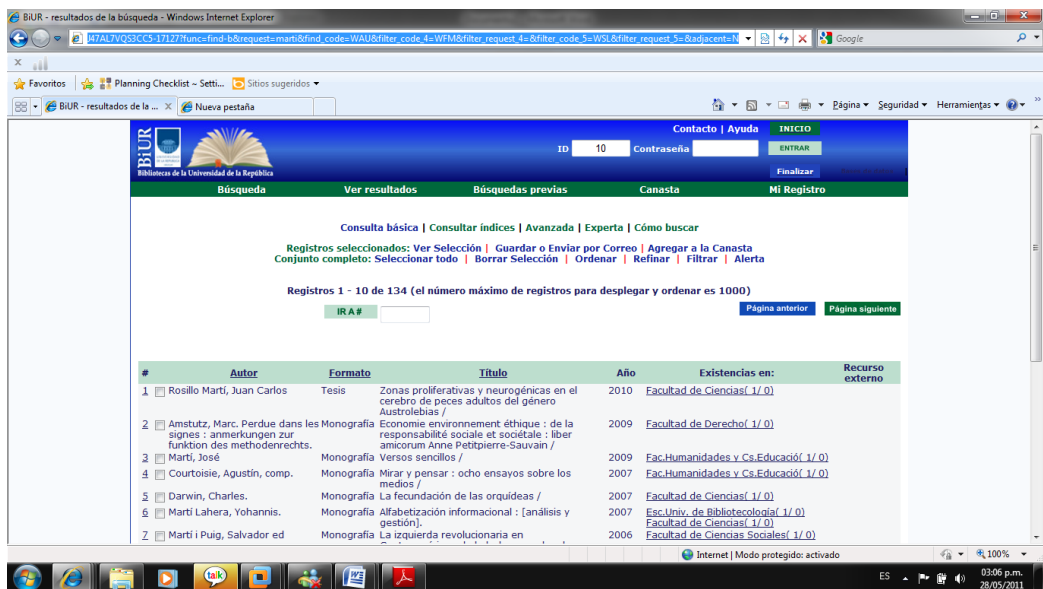 BiUR - resultados de la búsqueda - Windows Internet Explorer
J47AL7VQS3CC5-17127?func=find-b&request=marti&find_code=WAU&filter_code_4=WFM&filter_request_4=&filter_code_5=WSL&filter_request_5=&adjacent=N
Google
x
Favoritos Planning Checklist ~ Setti... Sitios sugeridos
BiUR - resultados de la ... X Nueva pestaña Página Seguridad Herramientas »
BiUR
Bibliotecas de la Universidad de la República
Contacto | Ayuda INICIO
ID 10 Contraseña ENTRAR
Finalizar
Búsqueda Ver resultados Búsquedas previas Canasta Mi Registro
Consulta básica | Consultar índices | Avanzada | Experta | Cómo buscar
Registros seleccionados: Ver Selección | Guardar o Enviar por Correo | Agregar a la Canasta
Conjunto completo: Seleccionar todo | Borrar Selección | Ordenar | Refinar | Filtrar | Alerta
Registros 1 - 10 de 134 (el número máximo de registros para desplegar y ordenar es 1000)
IR A # Página anterior Página siguiente
# Autor Formato Título Año Existencias en: Recurso externo
1 Rosillo Martí, Juan Carlos Tesis Zonas proliferativas y neurogénicas en el 2010 Facultad de Ciencias( 1/ 0)
cerebro de peces adultos del género
Austrolebias /
2 Amstutz, Marc. Perdue dans les Monografía Economie environnement éthique : de la 2009 Facultad de Derecho( 1/ 0)
signes : anmerkungen zur responsabilité sociale et sociétale : liber
funktion des methodenrechts. amicorum Anne Petitpierre-Sauvain /
3 Martí, José Monografía Versos sencillos / 2009 Fac.Humanidades y Cs.Educació( 1/ 0)
4 Courtoisie, Agustín, comp. Monografía Mirar y pensar : ocho ensayos sobre los 2007 Fac.Humanidades y Cs.Educació( 1/ 0)
medios /
5 Darwin, Charles. Monografía La fecundación de las orquídeas / 2007 Facultad de Ciencias( 1/ 0)
6 Martí Lahera, Yohannis. Monografía Alfabetización informacional : [análisis y 2007 Esc.Univ. de Bibliotecología( 1/ 0)
gestión]. Facultad de Ciencias( 1/ 0)
7 Martí i Puig, Salvador ed Monografía La izquierda revolucionaria en 2006 Facultad de Ciencias Sociales( 1/ 0)
Internet | Modo protegido: activado 100%
talk ES 03:06 p.m.
28/05/2011